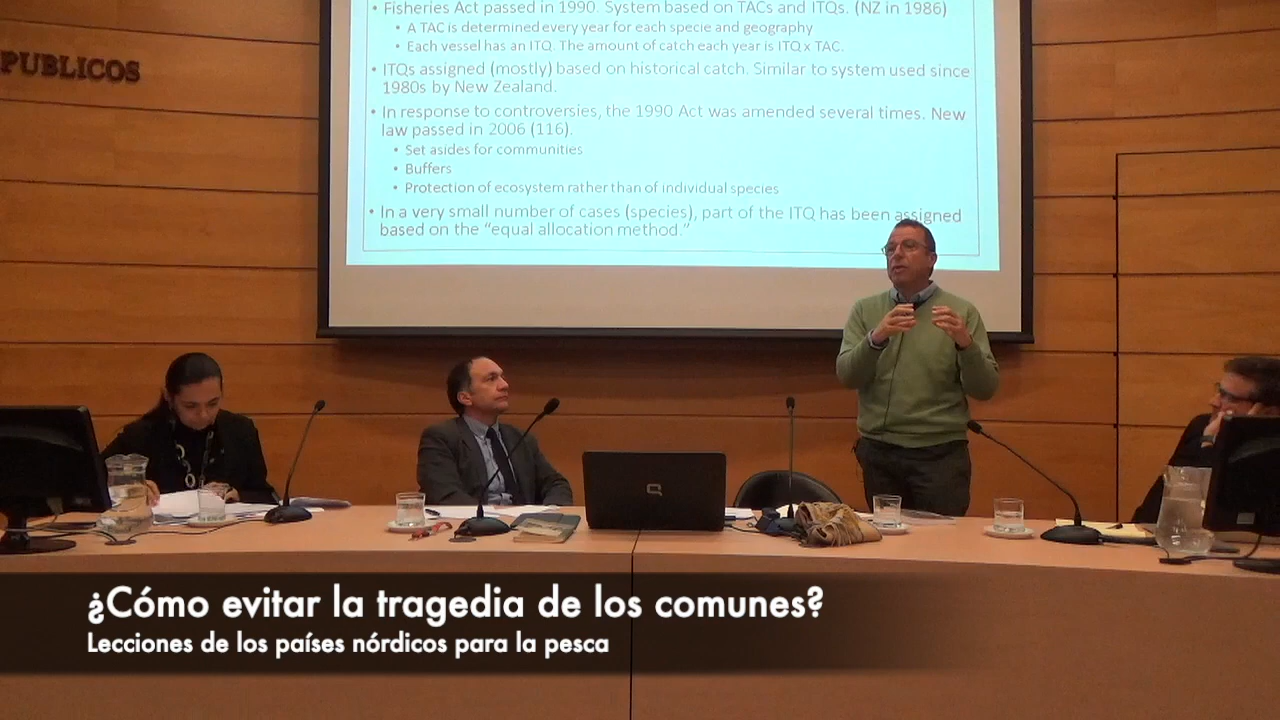 Fisheries Act passed in 1990. System based on TACs and ITQs. (NZ in 1986)
• A TAC is determined every year for each specie and geography
• Each vessel has an ITQ. The amount of catch each year is ITQ x TAC.
PUBLICOS
• ITQs assigned (mostly) based on historical catch. Similar to system used since
1980s by New Zealand.
• In response to controversies, the 1990 Act was amended several times. New
law passed in 2006 (116).
• Set asides for communities
• Buffers
• Protection of ecosystem rather than of individual species
• In a very small number of cases (species), part of the ITQ has been assigned
based on the "equal allocation method."
¿Cómo evitar la tragedia de los comunes?
Lecciones de los países nórdicos para la pesca